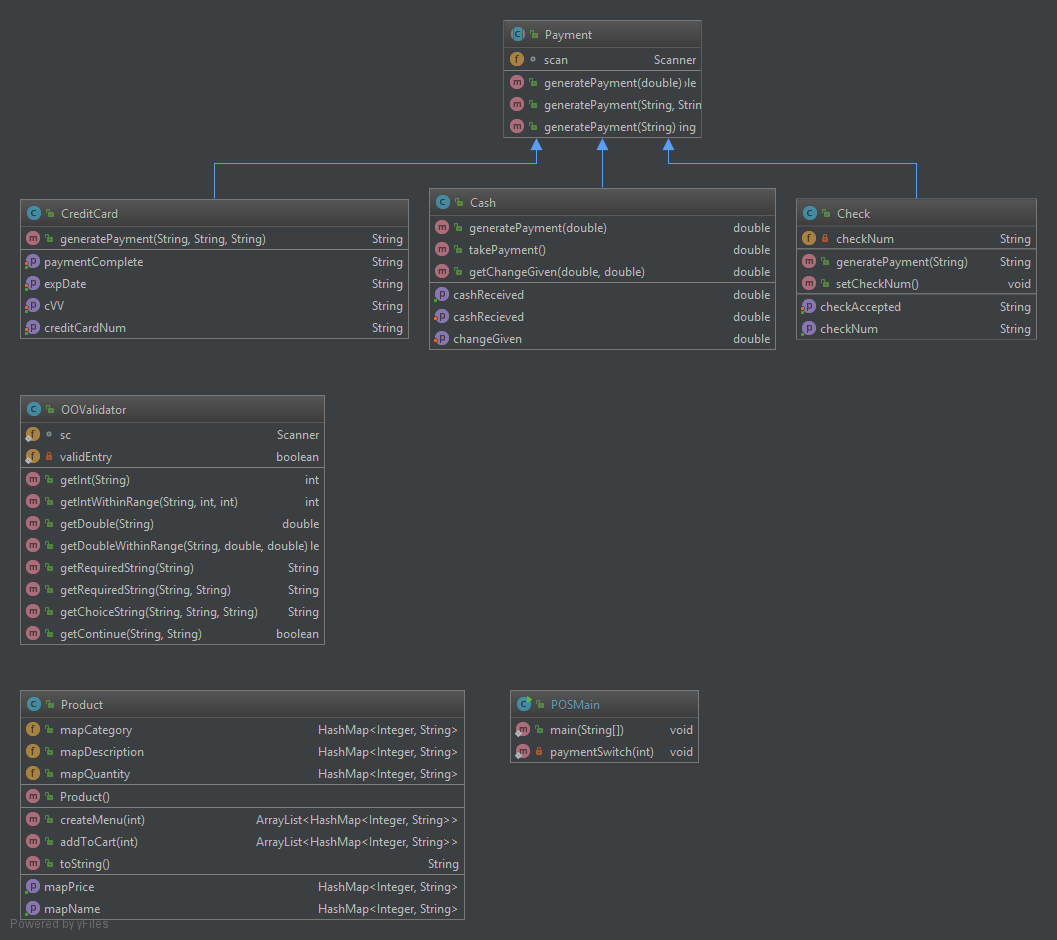 Payment
scan Scanner
generatePayment(double)
generatePayment(String,
generatePayment(String)
CreditCard
generatePayment(String, String, String) String
paymentComplete String
expDate String
cVV String
creditCardNum String
Cash
generatePayment(double) double
takePayment() double
getChangeGiven(double, double) double
cashReceived double
cashRecieved double
changeGiven double
Check
checkNum String
generatePayment(String) String
setCheckNum() void
checkAccepted String
checkNum String
OOValidator
sc Scanner
validEntry boolean
getInt(String) int
getIntWithinRange(String, int, int) int
getDouble(String) double
getDoubleWithinRange(String, double, double) le
getRequiredString(String) String
getRequiredString(String, String) String
getChoiceString(String, String, String) String
getContinue(String, String) boolean
Product
mapCategory HashMap<Integer, String>
mapDescription HashMap<Integer, String>
mapQuantity HashMap<Integer, String>
Product()
createMenu(int) ArrayList<HashMap<Integer, String>>
addToCart(int) ArrayList<HashMap<Integer, String>>
toString() String
mapPrice HashMap<Integer, String>
mapName HashMap<Integer, String>
POSMain
main(String[]) void
paymentSwitch(int) void
Powered by yFiles